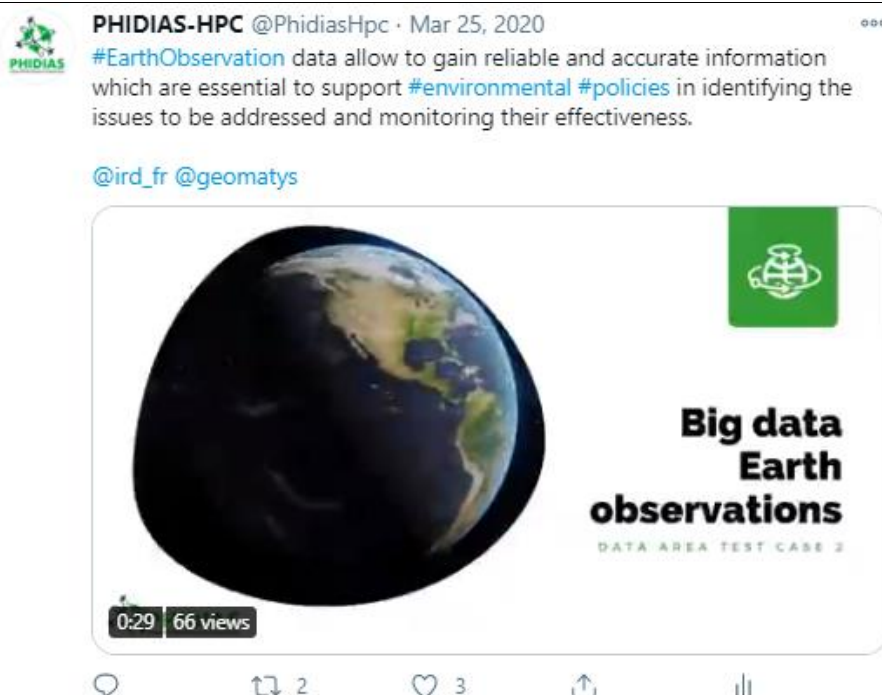 PHIDIAS-HPC @PhidiasHpc · Mar 25, 2020
PHIDIAS
#EarthObservation data allow to gain reliable and accurate information
which are essential to support #environmental #policies in identifying the
issues to be addressed and monitoring their effectiveness.
@ird_fr @geomatys
Big data
Earth
observations
DATA AREA TEST CASE 2
0:29 66 views
2 3